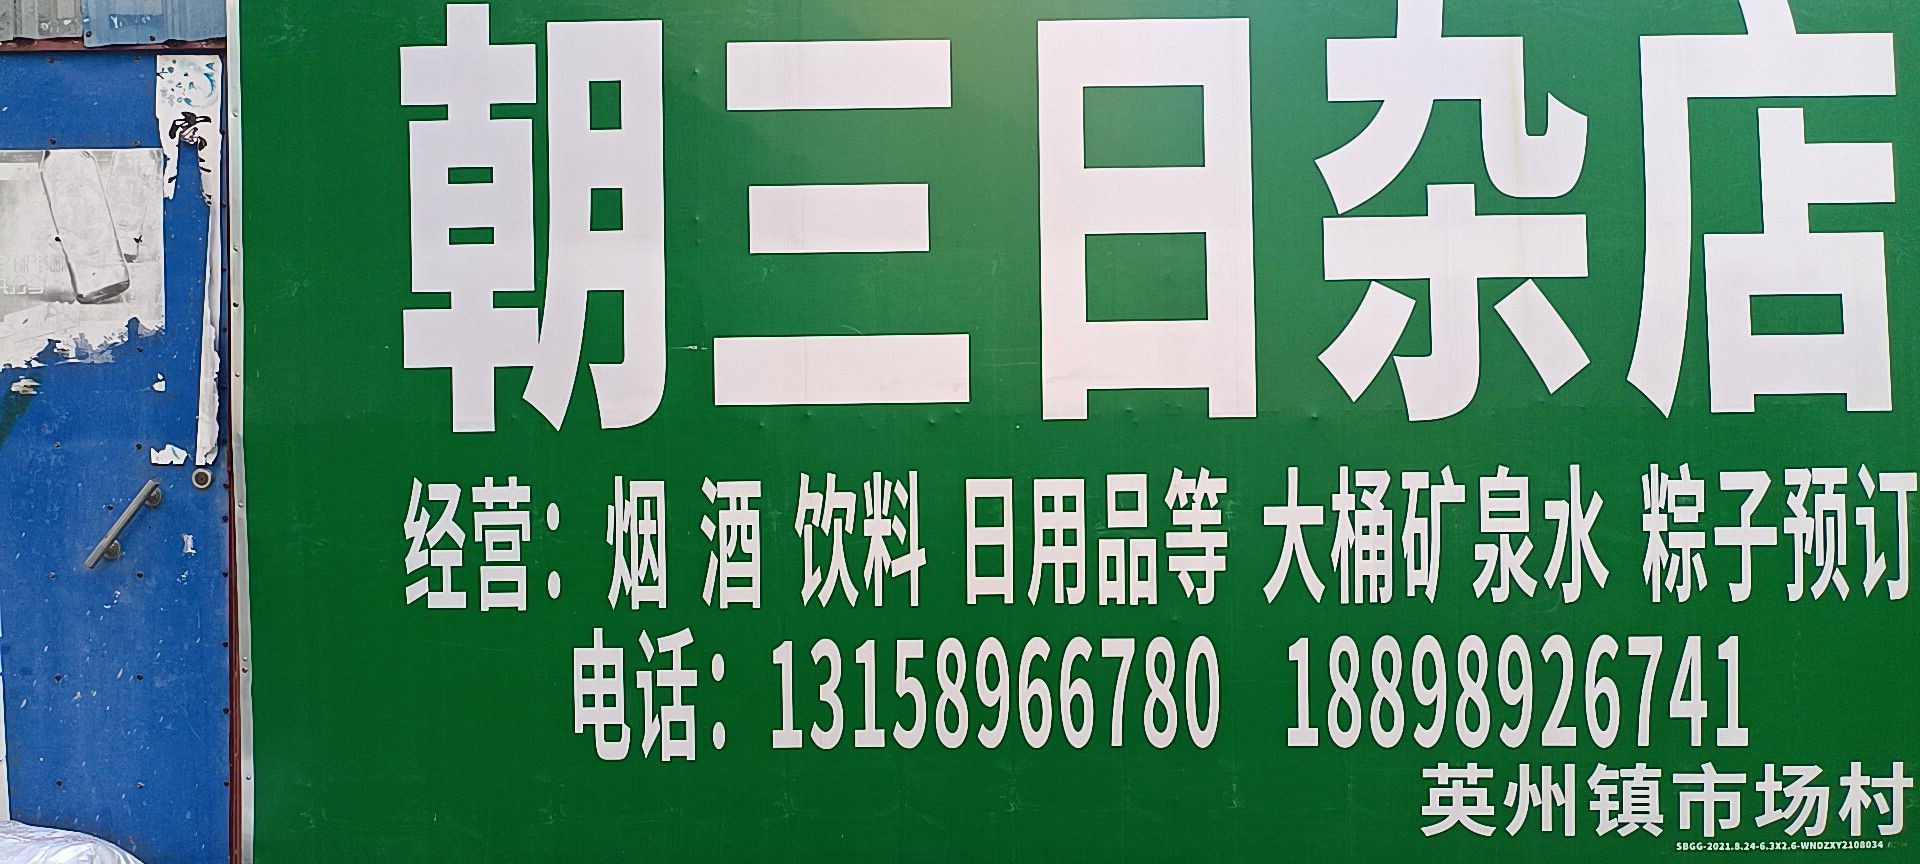 朝三日杂店
经营：烟 酒 饮料 日用品等 大桶矿泉水 粽子预订
电话：13158966780 18898926741
英州镇市场村
SBGG-2021.8.24-6.3X2.6-WNDZXY2108034